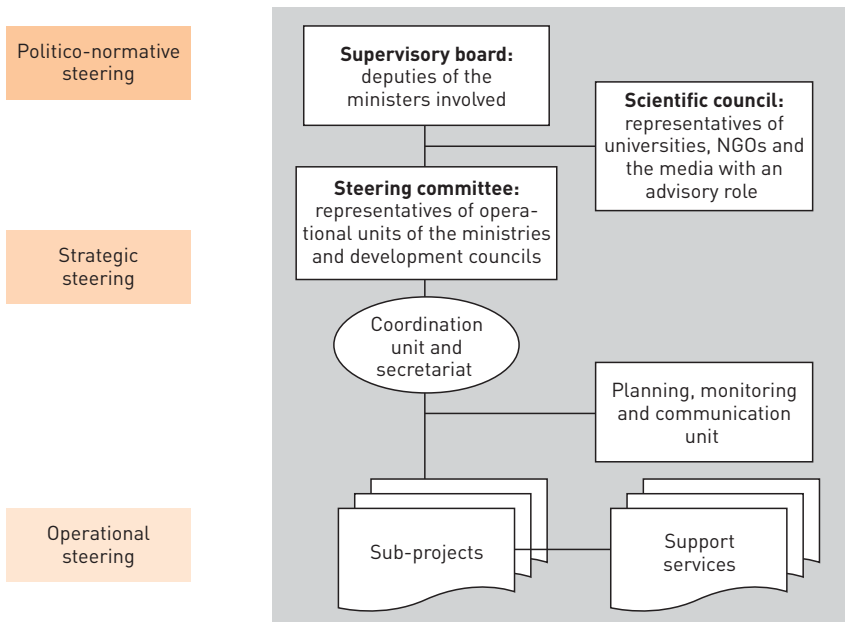 Politico-normative
steering
Supervisory board:
deputies of the
ministers involved
Scientific council:
representatives of
universities, NGOs and
the media with an
advisory role
Steering committee:
representatives of opera-
tional units of the ministries
and development councils
Strategic
steering
Coordination
unit and
secretariat
Planning, monitoring
and communication
unit
Operational
steering
Sub-projects
Support
services